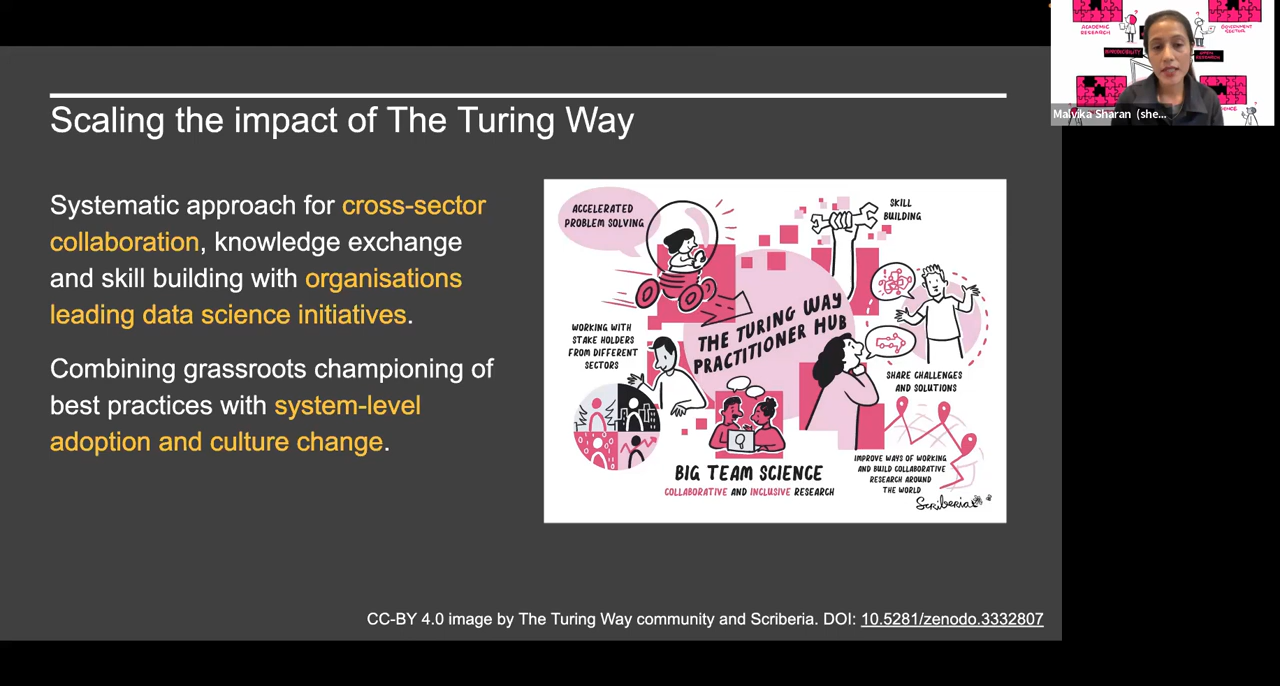 Scaling the impact of The Turing Way
Systematic approach for cross-sector
collaboration, knowledge exchange
and skill building with organisations
leading data science initiatives.
Combining grassroots championing of
best practices with system-level
adoption and culture change.
ACCELERATED
PROBLEM SOLVING
SKILL
BUILDING
THE TURING WAY
PRACTITIONER HUB
WORKING WITH
STAKE HOLDERS
FROM DIFFERENT
SECTORS
SHARE CHALLENGES
AND SOLUTIONS
BIG TEAM SCIENCE
COLLABORATIVE AND INCLUSIVE RESEARCH
IMPROVE WAYS OF WORKING
AND BUILD COLLABORATIVE
RESEARCH AROUND
THE WORLD
Scriberia
CC-BY 4.0 image by The Turing Way community and Scriberia. DOI: 10.5281/zenodo.3332807
ACADEMIC
RESEARCH
GOVERNMENT
SECTOR
Malvika Sharan (she...